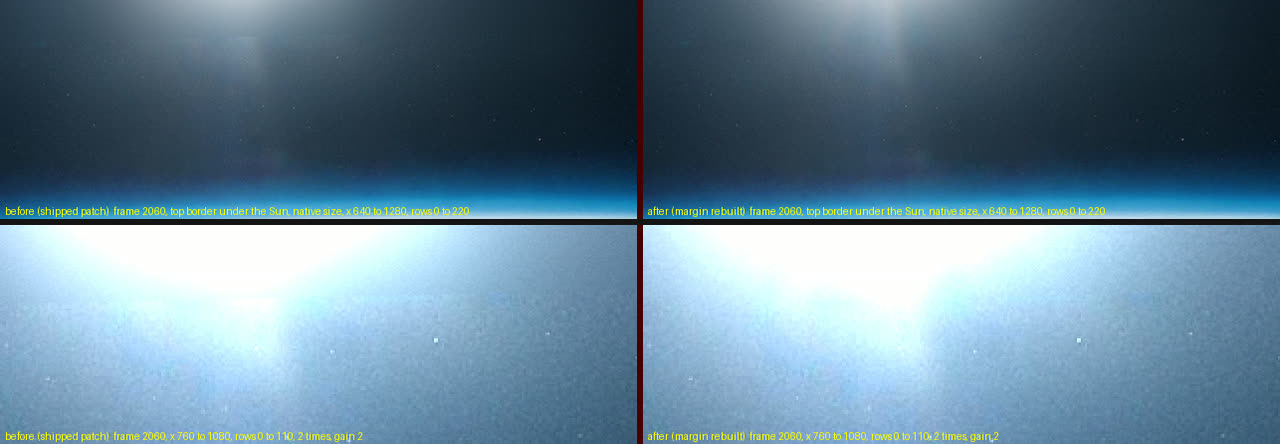 before (shipped patch) frame 2060, top border under the Sun, native size, x 640 to 1280, rows 0 to 220
after (margin rebuilt) frame 2060, top border under the Sun, native size, x 640 to 1280, rows 0 to 220
before (shipped patch) frame 2060, x 760 to 1080, rows 0 to 110, 2 times, gain 2
after (margin rebuilt) frame 2060, x 760 to 1080, rows 0 to 110, 2 times, gain 2